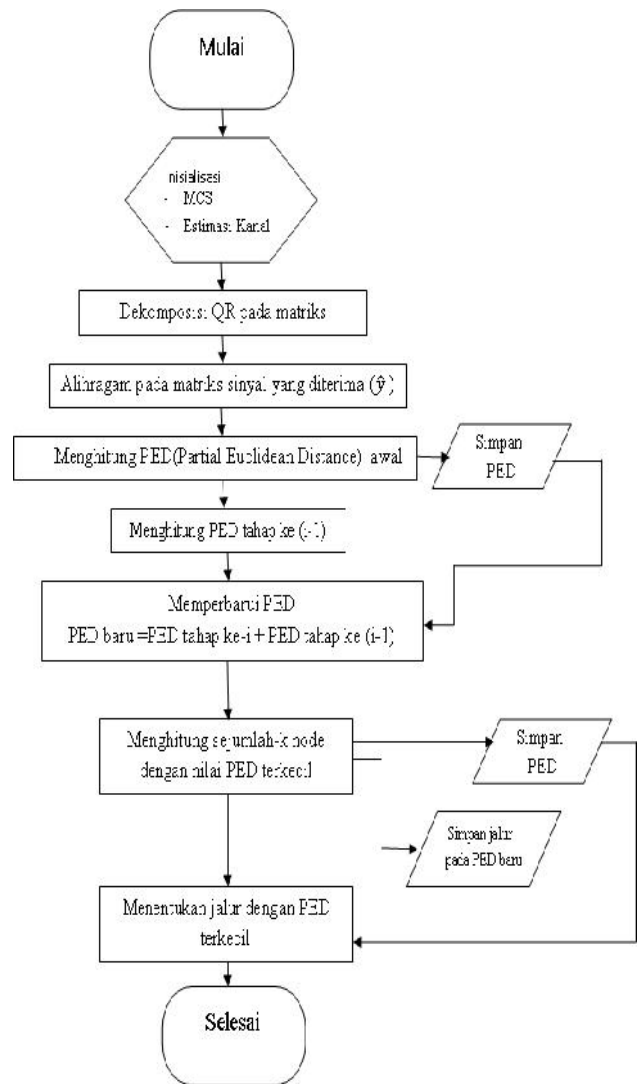 Mulai
nisialisasi
- MCS
- Estimasi Kanal
Dekomposisi QR pada matriks
Alihragam pada matriks sinyal yang diterima (ŷ )
Menghitung PED(Partial Euclidean Distance) awal
Simpan
PED
Menghitung PED tahap ke (i-1)
Memperbarui PED
PED baru =PED tahap ke-i + PED tahap ke (i-1)
Menghitung sejumlah-k node
dengan nilai PED terkecil
Simpan
PED
Simpan jalur
pada PED baru
Menentukan jalur dengan PED
terkecil
Selesai